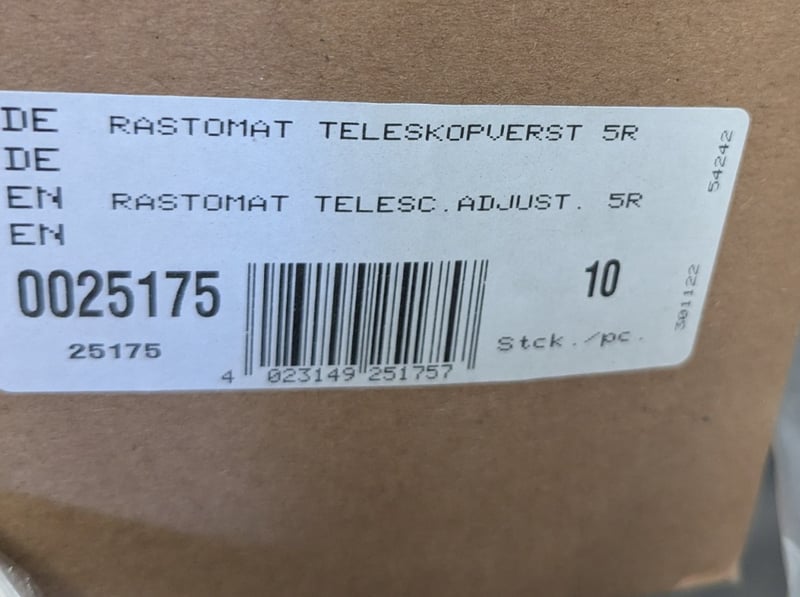 DE RASTOMAT TELESKOPVERST 5R
DE
EN RASTOMAT TELESC.ADJUST. 5R
EN
0025175
25175
4 023149 251757
10
Stck./pc.
54242
301122